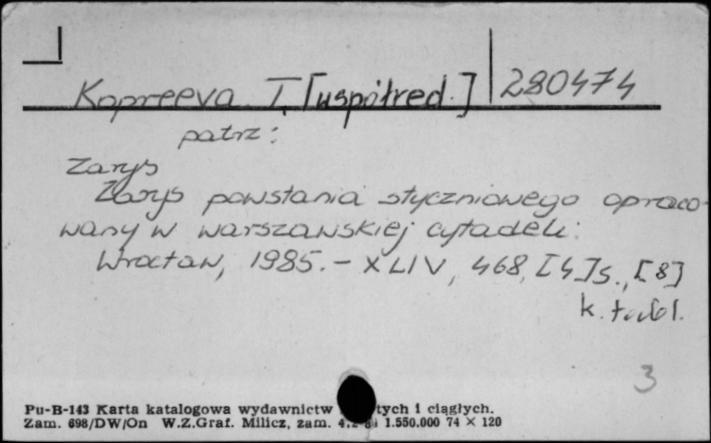 Kopreeva T. [współred.] 280474
patrz:
Zarys
Zarys powstania styczniowego opraco-
wany w warszawskiej cytadeli.
Wrocław, 1985. - XLIV, 468, [4] s., [8]
k. tabl.
3
Pu-B-143 Karta katalogowa wydawnictw tych i ciągłych.
Zam. 698/DW/On W.Z.Graf. Milicz, zam. 1.550.000 74 × 120